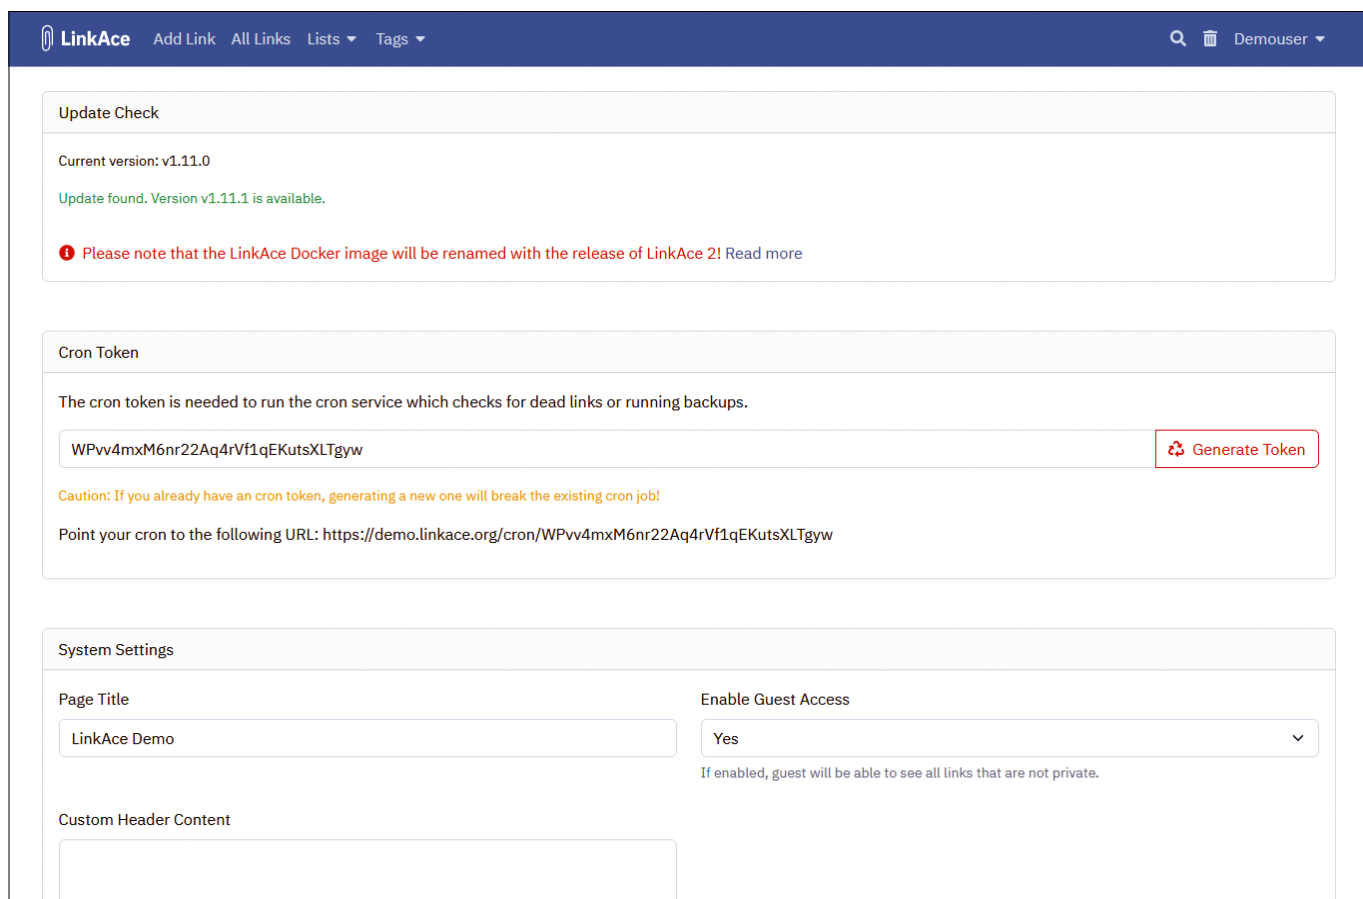 LinkAce Add Link All Links Lists Tags Demouser
Update Check
Current version: v1.11.0
Update found. Version v1.11.1 is available.
Please note that the LinkAce Docker image will be renamed with the release of LinkAce 2! Read more
Cron Token
The cron token is needed to run the cron service which checks for dead links or running backups.
WPvv4mxM6nr22Aq4rVf1qEKutsXLTgyw Generate Token
Caution: If you already have an cron token, generating a new one will break the existing cron job!
Point your cron to the following URL: https://demo.linkace.org/cron/WPvv4mxM6nr22Aq4rVf1qEKutsXLTgyw
System Settings
Page Title Enable Guest Access
LinkAce Demo Yes
If enabled, guest will be able to see all links that are not private.
Custom Header Content